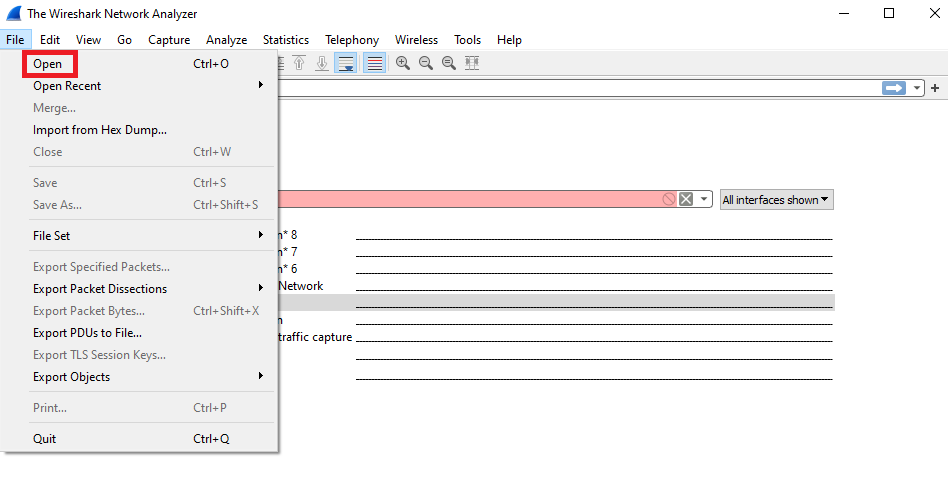 The Wireshark Network Analyzer
File Edit View Go Capture Analyze Statistics Telephony Wireless Tools Help
Open Ctrl+O
Open Recent
Merge...
Import from Hex Dump...
Close Ctrl+W
Save Ctrl+S
Save As... Ctrl+Shift+S
File Set
Export Specified Packets...
Export Packet Dissections
Export Packet Bytes... Ctrl+Shift+X
Export PDUs to File...
Export TLS Session Keys...
Export Objects
Print... Ctrl+P
Quit Ctrl+Q
All interfaces shown
n* 8
n* 7
n* 6
Network
n
traffic capture